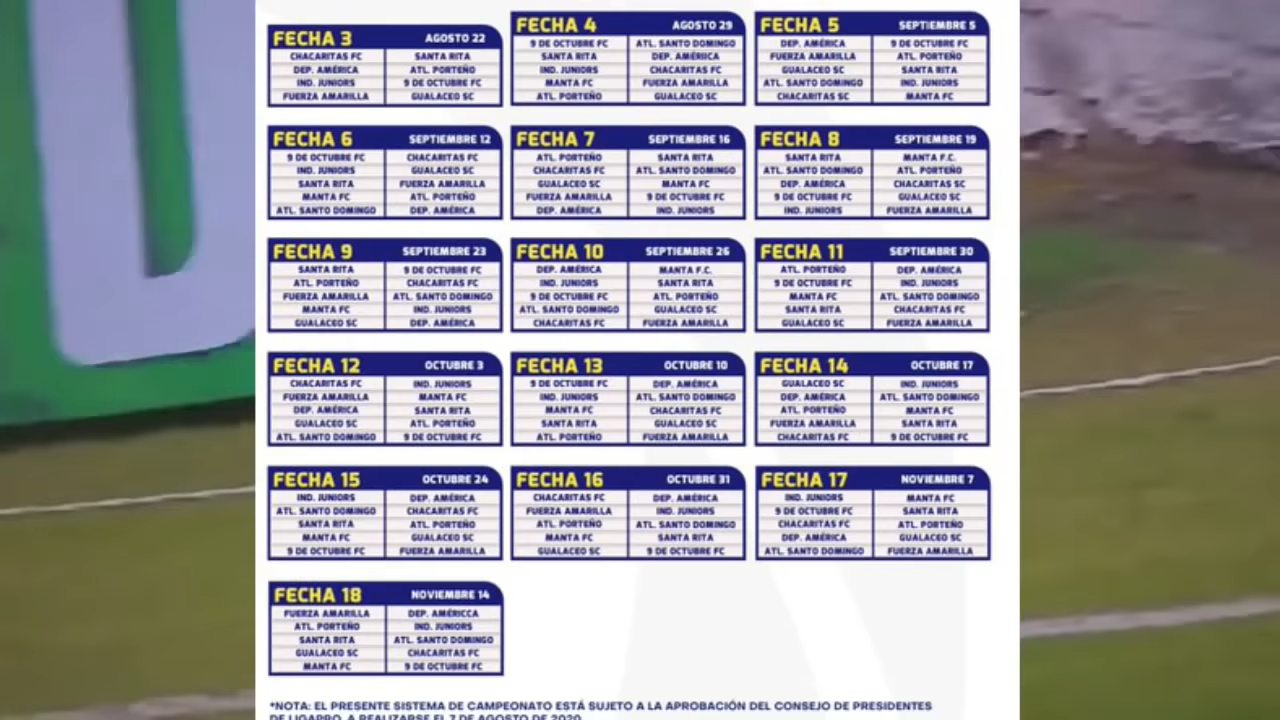 FECHA 3 AGOSTO 22
CHACARITAS FC SANTA RITA
DEP. AMÉRICA ATL. PORTEÑO
IND. JUNIORS 9 DE OCTUBRE FC
FUERZA AMARILLA GUALACEO SC
FECHA 4 AGOSTO 29
9 DE OCTUBRE FC ATL. SANTO DOMINGO
SANTA RITA DEP. AMÉRIICA
IND. JUNIORS CHACARITAS FC
MANTA FC FUERZA AMARILLA
ATL. PORTEÑO GUALACEO SC
FECHA 5 SEPTIEMBRE 5
DEP. AMÉRICA 9 DE OCTUBRE FC
FUERZA AMARILLA ATL. PORTEÑO
GUALACEO SC SANTA RITA
ATL. SANTO DOMINGO IND. JUNIORS
CHACARITAS SC MANTA FC
FECHA 6 SEPTIEMBRE 12
9 DE OCTUBRE FC CHACARITAS FC
IND. JUNIORS GUALACEO SC
SANTA RITA FUERZA AMARILLA
MANTA FC ATL. PORTEÑO
ATL. SANTO DOMINGO DEP. AMÉRICA
FECHA 7 SEPTIEMBRE 16
ATL. PORTEÑO SANTA RITA
CHACARITAS FC ATL. SANTO DOMINGO
GUALACEO SC MANTA FC
FUERZA AMARILLA 9 DE OCTUBRE FC
DEP. AMÉRICA IND. JUNIORS
FECHA 8 SEPTIEMBRE 19
SANTA RITA MANTA F.C.
ATL. SANTO DOMINGO ATL. PORTEÑO
DEP. AMÉRICA CHACARITAS SC
9 DE OCTUBRE FC GUALACEO SC
IND. JUNIORS FUERZA AMARILLA
FECHA 9 SEPTIEMBRE 23
SANTA RITA 9 DE OCTUBRE FC
ATL. PORTEÑO CHACARITAS FC
FUERZA AMARILLA ATL. SANTO DOMINGO
MANTA FC IND. JUNIORS
GUALACEO SC DEP. AMÉRICA
FECHA 10 SEPTIEMBRE 26
DEP. AMÉRICA MANTA F.C.
IND. JUNIORS SANTA RITA
9 DE OCTUBRE FC ATL. PORTEÑO
ATL. SANTO DOMINGO GUALACEO SC
CHACARITAS FC FUERZA AMARILLA
FECHA 11 SEPTIEMBRE 30
ATL. PORTEÑO DEP. AMÉRICA
9 DE OCTUBRE FC IND. JUNIORS
MANTA FC ATL. SANTO DOMINGO
SANTA RITA CHACARITAS FC
GUALACEO SC FUERZA AMARILLA
FECHA 12 OCTUBRE 3
CHACARITAS FC IND. JUNIORS
FUERZA AMARILLA MANTA FC
DEP. AMÉRICA SANTA RITA
GUALACEO SC ATL. PORTEÑO
ATL. SANTO DOMINGO 9 DE OCTUBRE FC
FECHA 13 OCTUBRE 10
9 DE OCTUBRE FC DEP. AMÉRICA
IND. JUNIORS ATL. SANTO DOMINGO
MANTA FC CHACARITAS FC
SANTA RITA GUALACEO SC
ATL. PORTEÑO FUERZA AMARILLA
FECHA 14 OCTUBRE 17
GUALACEO SC IND. JUNIORS
DEP. AMÉRICA ATL. SANTO DOMINGO
ATL. PORTEÑO MANTA FC
FUERZA AMARILLA SANTA RITA
CHACARITAS FC 9 DE OCTUBRE FC
FECHA 15 OCTUBRE 24
IND. JUNIORS DEP. AMÉRICA
ATL. SANTO DOMINGO CHACARITAS FC
SANTA RITA ATL. PORTEÑO
MANTA FC GUALACEO SC
9 DE OCTUBRE FC FUERZA AMARILLA
FECHA 16 OCTUBRE 31
CHACARITAS FC DEP. AMÉRICA
FUERZA AMARILLA IND. JUNIORS
ATL. PORTEÑO ATL. SANTO DOMINGO
MANTA FC SANTA RITA
GUALACEO SC 9 DE OCTUBRE FC
FECHA 17 NOVIEMBRE 7
IND. JUNIORS MANTA FC
9 DE OCTUBRE FC SANTA RITA
CHACARITAS FC ATL. PORTEÑO
DEP. AMÉRICA GUALACEO SC
ATL. SANTO DOMINGO FUERZA AMARILLA
FECHA 18 NOVIEMBRE 14
FUERZA AMARILLA DEP. AMÉRICCA
ATL. PORTEÑO IND. JUNIORS
SANTA RITA ATL. SANTO DOMINGO
GUALACEO SC CHACARITAS FC
MANTA FC 9 DE OCTUBRE FC
*NOTA: EL PRESENTE SISTEMA DE CAMPEONATO ESTÁ SUJETO A LA APROBACIÓN DEL CONSEJO DE PRESIDENTES
DE LIGAPRO, A REALIZARSE EL 7 DE AGOSTO DE 2020